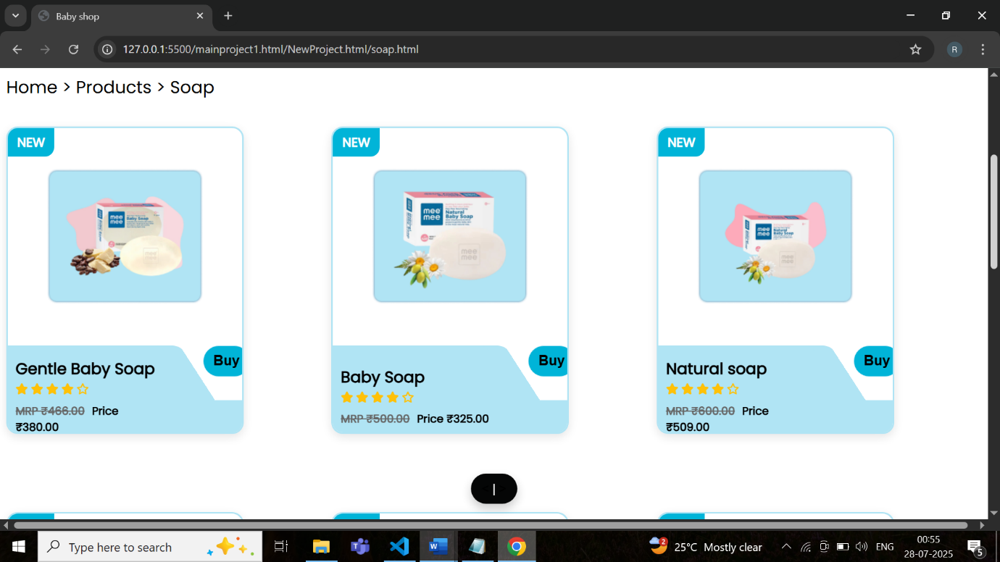 Baby shop
127.0.0.1:5500/mainproject1.html/NewProject.html/soap.html
R
Home > Products > Soap
NEW
NEW
NEW
mee mee
Baby Soap
mee mee
Natural
Baby Soap
mee mee
mee mee
Natural
Baby Soap
Buy
Buy
Buy
Gentle Baby Soap
MRP ₹466.00 Price
₹380.00
Baby Soap
MRP ₹500.00 Price ₹325.00
Natural soap
MRP ₹600.00 Price
₹509.00
|
Type here to search
2
25°C Mostly clear
ENG
00:55
28-07-2025
5